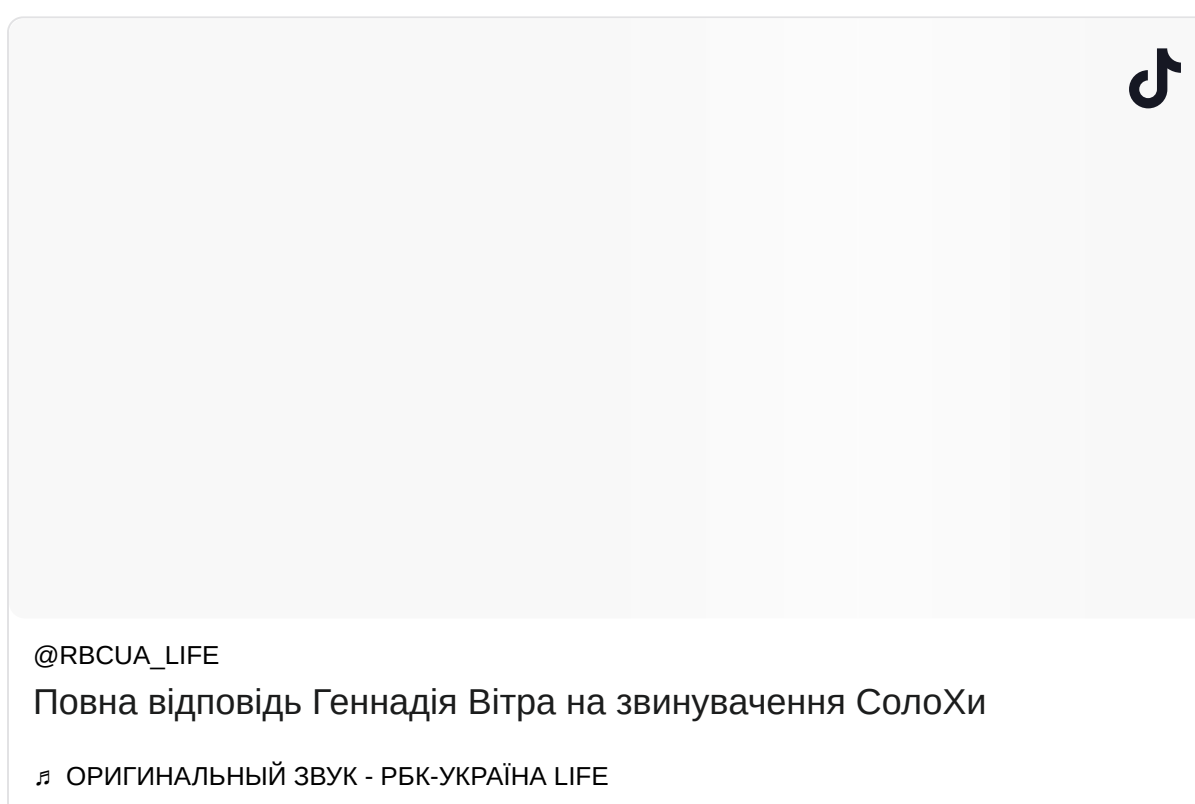 @RBCUA_LIFE
Повна відповідь Геннадія Вітра на звинувачення СолоХи
♬ ОРИГИНАЛЬНЫЙ ЗВУК - РБК-УКРАЇНА LIFE